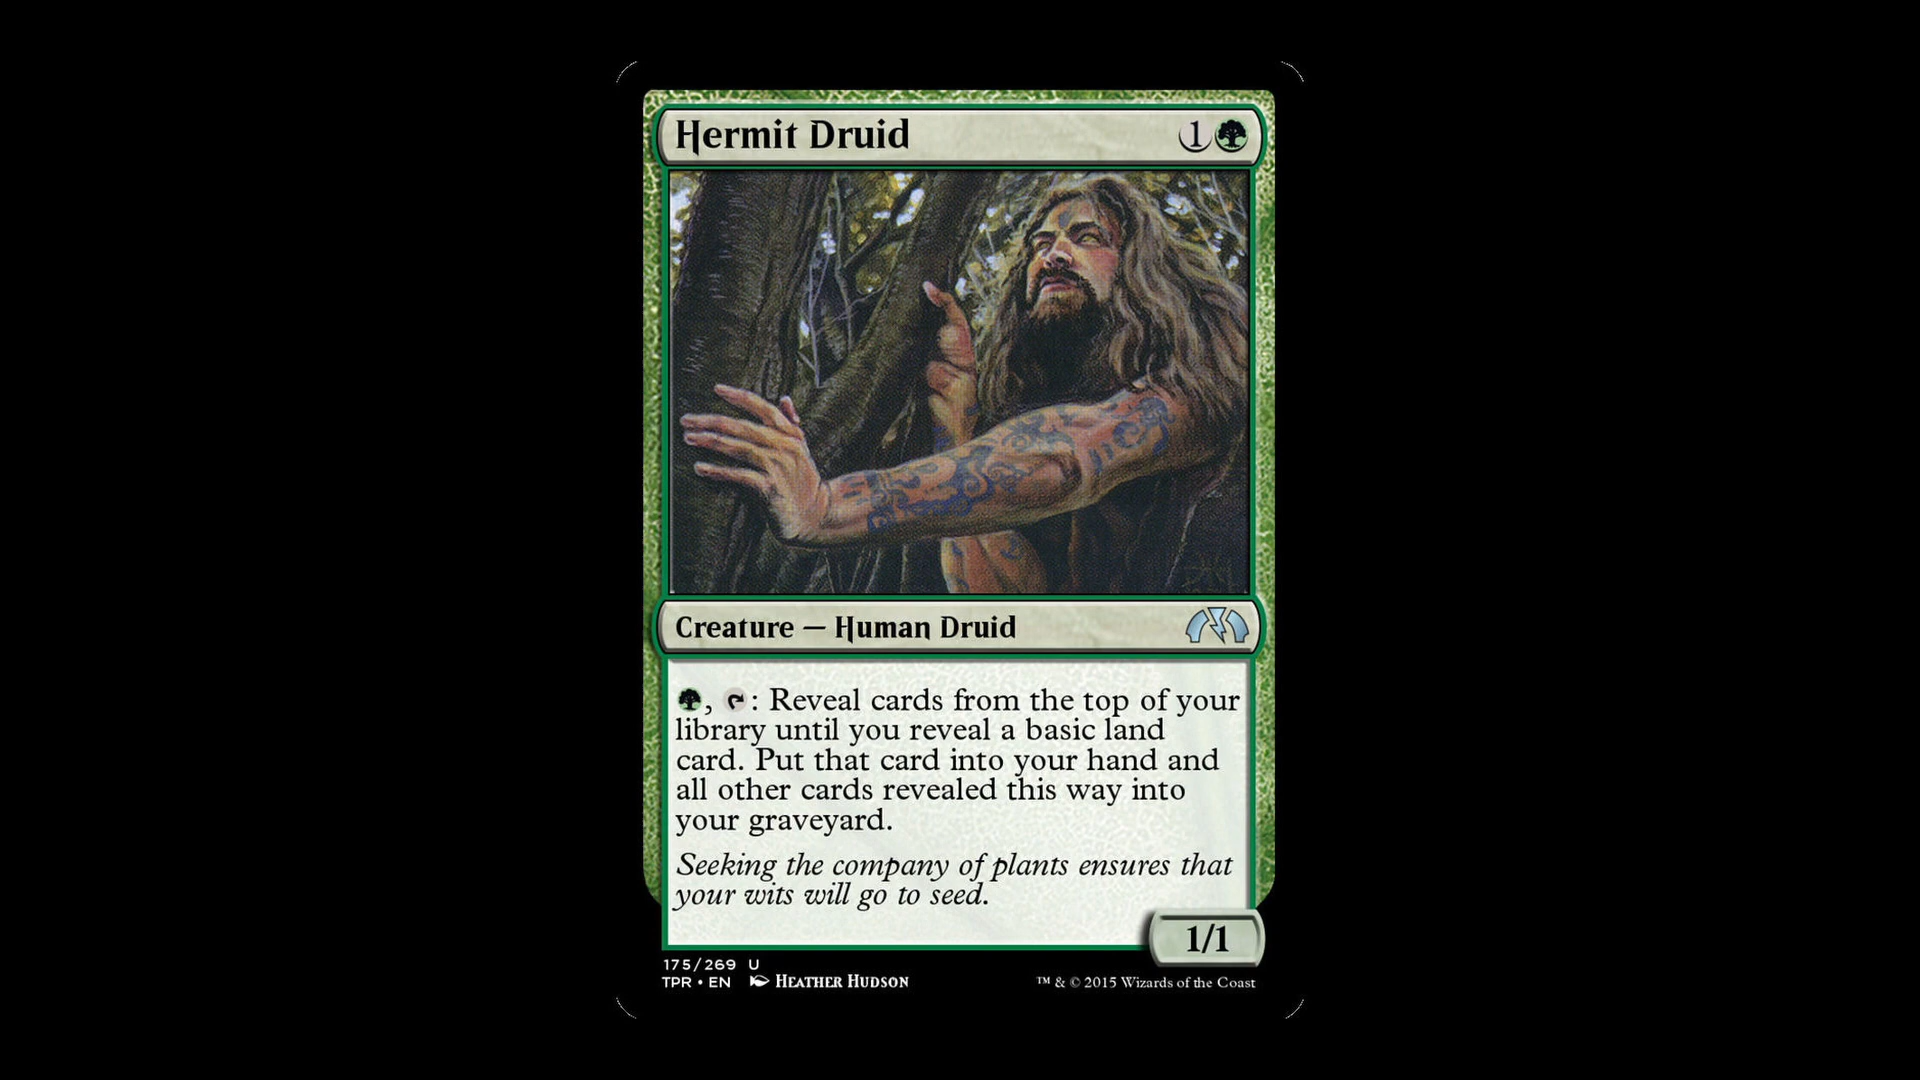 Hermit Druid 1
Creature — Human Druid
, : Reveal cards from the top of your
library until you reveal a basic land
card. Put that card into your hand and
all other cards revealed this way into
your graveyard.
Seeking the company of plants ensures that
your wits will go to seed.
1/1
175/269 U
TPR • EN HEATHER HUDSON ™ & © 2015 Wizards of the Coast